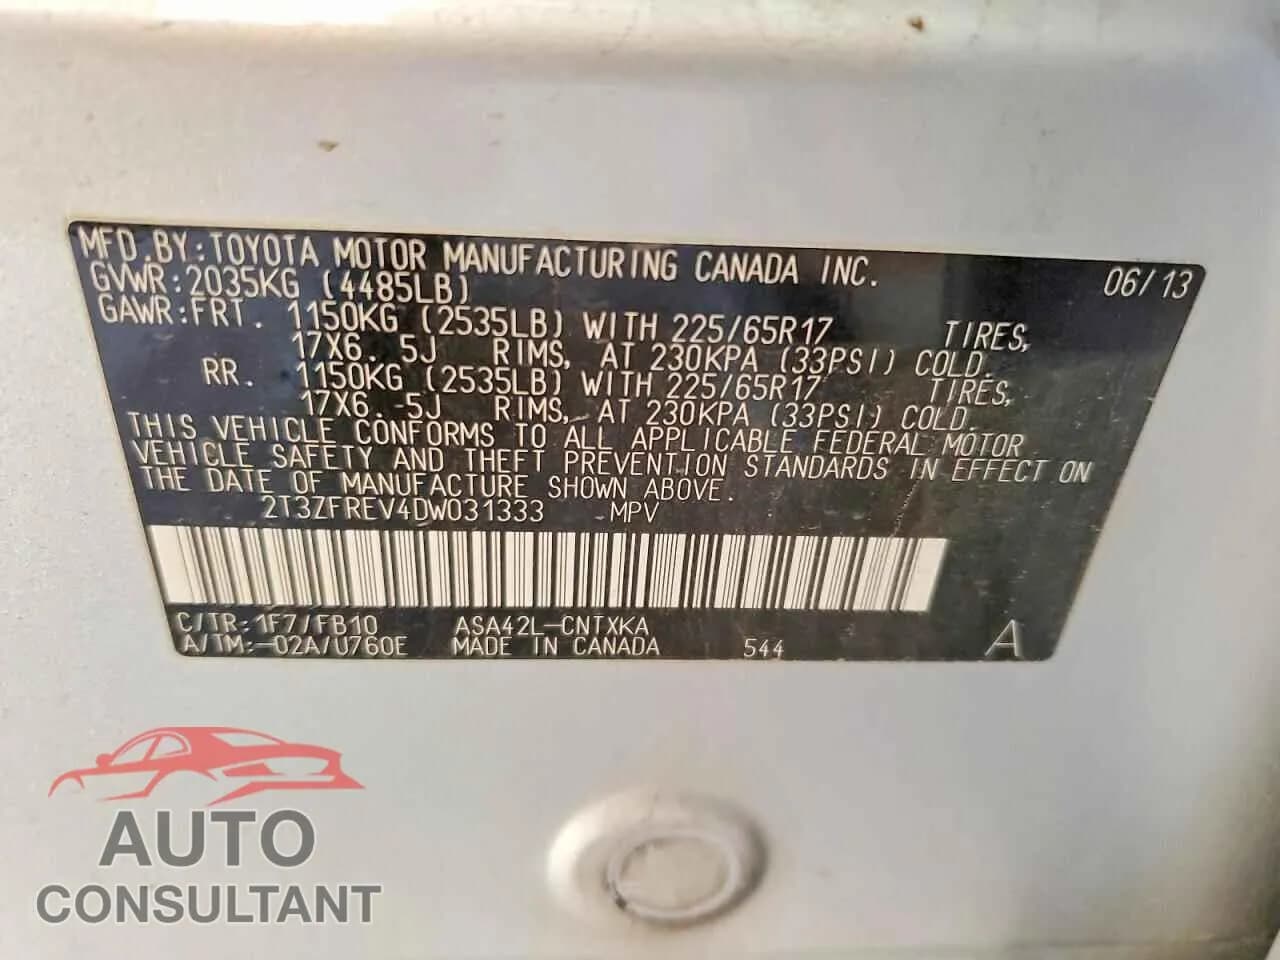 MFD.BY:TOYOTA MOTOR MANUFACTURING CANADA INC. 06/13
GVWR:2035KG (4485LB)
GAWR:FRT. 1150KG (2535LB) WITH 225/65R17 TIRES,
17X6.5J RIMS, AT 230KPA (33PSI) COLD.
RR. 1150KG (2535LB) WITH 225/65R17 TIRES,
17X6.5J RIMS, AT 230KPA (33PSI) COLD.
THIS VEHICLE CONFORMS TO ALL APPLICABLE FEDERAL MOTOR
VEHICLE SAFETY AND THEFT PREVENTION STANDARDS IN EFFECT ON
THE DATE OF MANUFACTURE SHOWN ABOVE.
2T3ZFREV4DW031333 MPV
C/TR:1F7/FB10 ASA42L-CNTXKA
A/TM:-02A/U760E MADE IN CANADA 544 A
AUTO
CONSULTANT